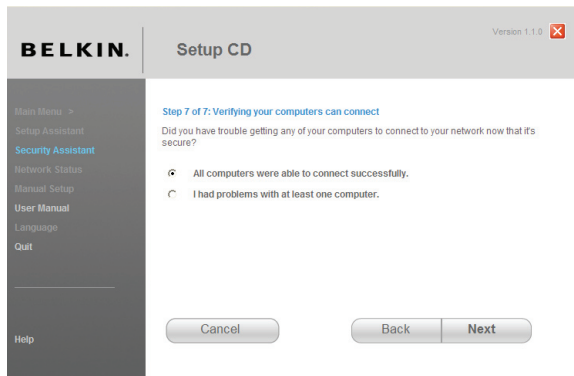 Version 1.1.0
BELKIN.
Setup CD
Main Menu >
Setup Assistant
Security Assistant
Network Status
Manual Setup
User Manual
Language
Quit
Help
Step 7 of 7: Verifying your computers can connect
Did you have trouble getting any of your computers to connect to your network now that it's
secure?
All computers were able to connect successfully.
I had problems with at least one computer.
Cancel
Back
Next